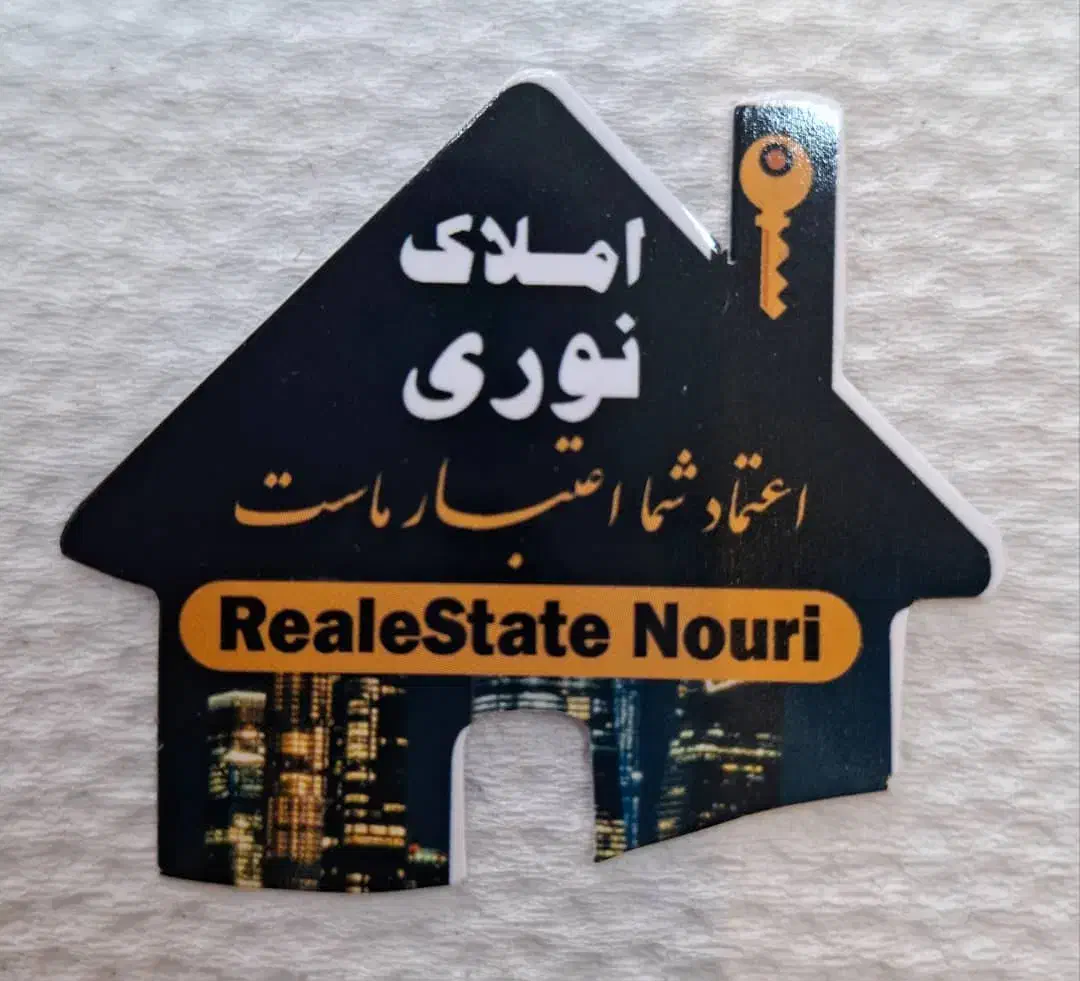 املاک
نوری
اعتماد شما اعتبار ماست
RealeState Nouri